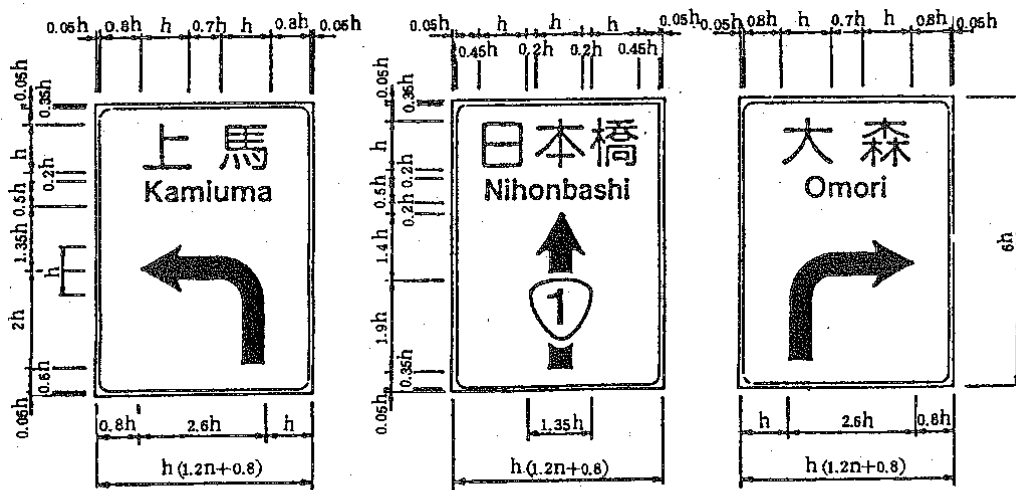 0.05h 0.8h h 0.7h h 0.8h 0.05h
0.05h h h h 0.05h
0.45h 0.2h 0.2h 0.45h
0.05h 0.8h h 0.7h h 0.8h 0.05h
0.05h
0.35h
h
0.2h
0.5h
1.35h
h
2h
0.6h
0.05h
上馬
Kamiuma
0.8h 2.6h h
h(1.2n+0.8)
0.05h
0.35h
h
0.2h
0.5h
0.2h
1.4h
1.9h
0.35h
0.05h
日本橋
Nihonbashi
1
1.35h
h(1.2n+0.8)
大森
Omori
6h
h 2.6h 0.8h
h(1.2n+0.8)